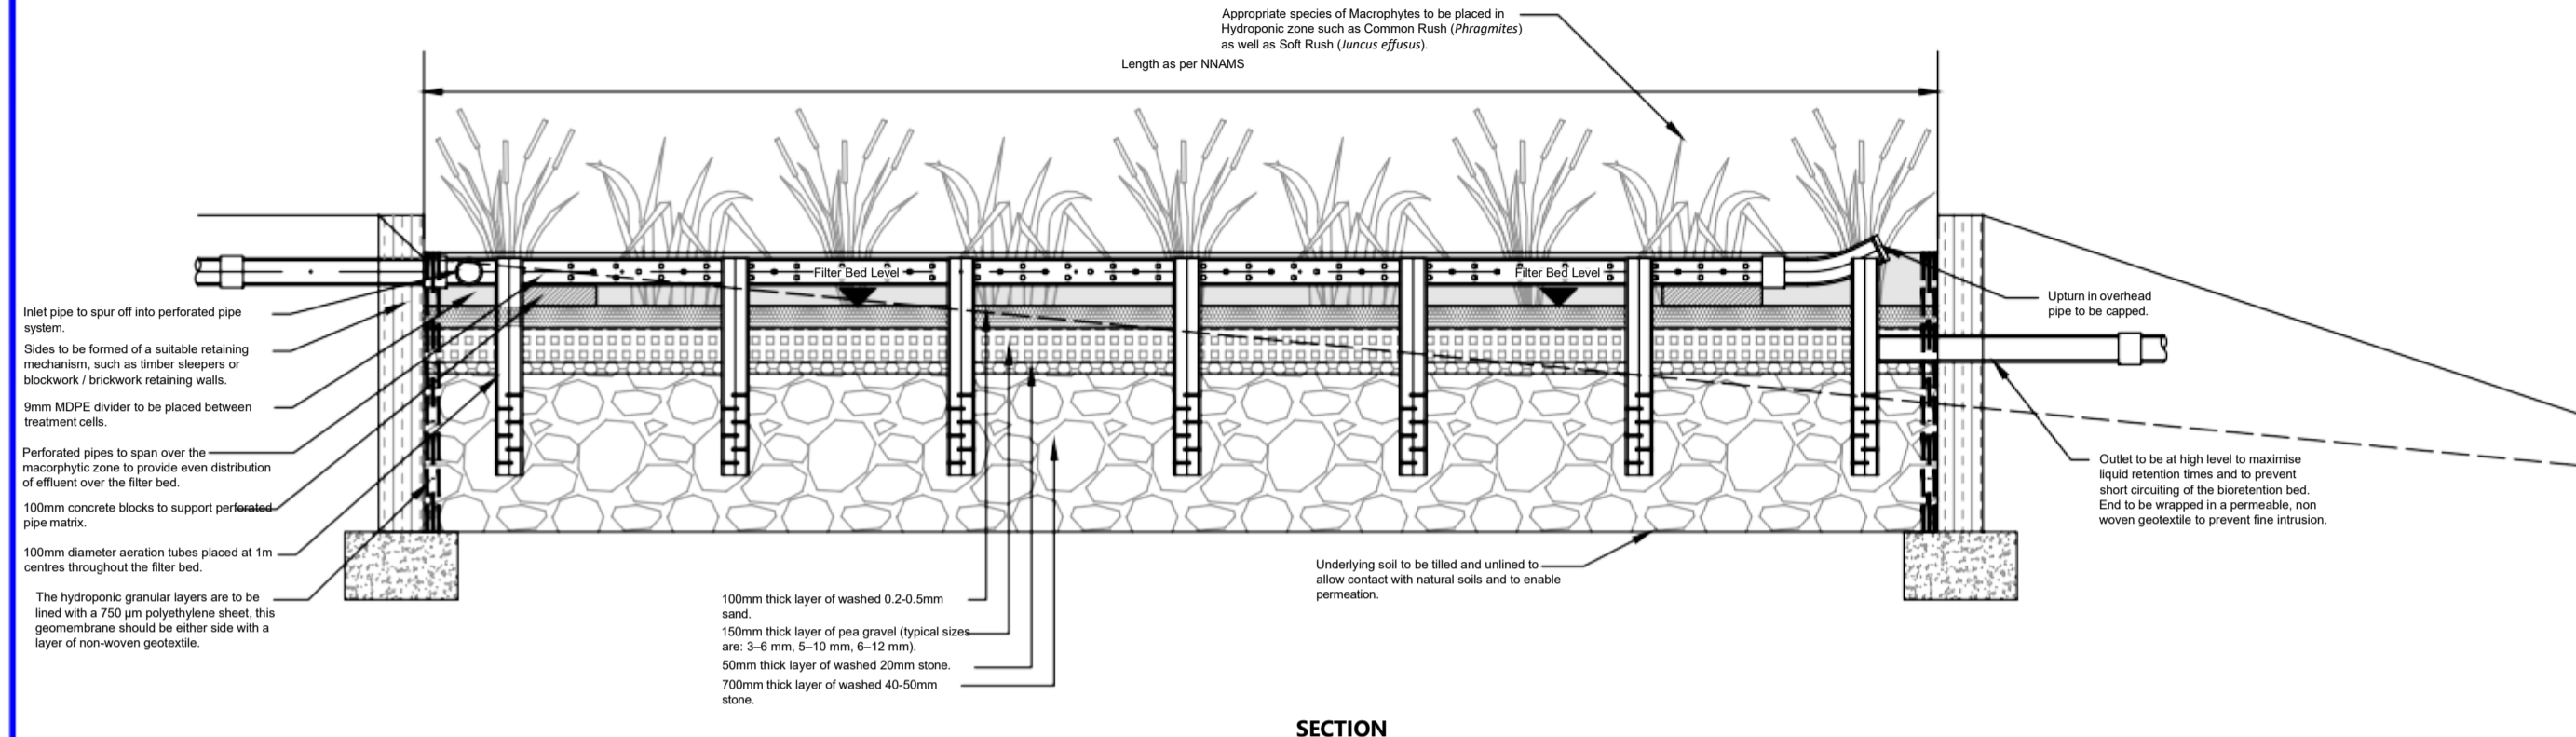 Appropriate species of Macrophytes to be placed in
Hydroponic zone such as Common Rush (Phragmites)
as well as Soft Rush (Juncus effusus).
Length as per NNAMS
Filter Bed Level
Filter Bed Level
Inlet pipe to spur off into perforated pipe
system.
Sides to be formed of a suitable retaining
mechanism, such as timber sleepers or
blockwork / brickwork retaining walls.
9mm MDPE divider to be placed between
treatment cells.
Perforated pipes to span over the
macorphytic zone to provide even distribution
of effluent over the filter bed.
100mm concrete blocks to support perforated
pipe matrix.
100mm diameter aeration tubes placed at 1m
centres throughout the filter bed.
The hydroponic granular layers are to be
lined with a 750 μm polyethylene sheet, this
geomembrane should be either side with a
layer of non-woven geotextile.
100mm thick layer of washed 0.2-0.5mm
sand.
150mm thick layer of pea gravel (typical sizes
are: 3–6 mm, 5–10 mm, 6–12 mm).
50mm thick layer of washed 20mm stone.
700mm thick layer of washed 40-50mm
stone.
Underlying soil to be tilled and unlined to
allow contact with natural soils and to enable
permeation.
Upturn in overhead
pipe to be capped.
Outlet to be at high level to maximise
liquid retention times and to prevent
short circuiting of the bioretention bed.
End to be wrapped in a permeable, non
woven geotextile to prevent fine intrusion.
SECTION